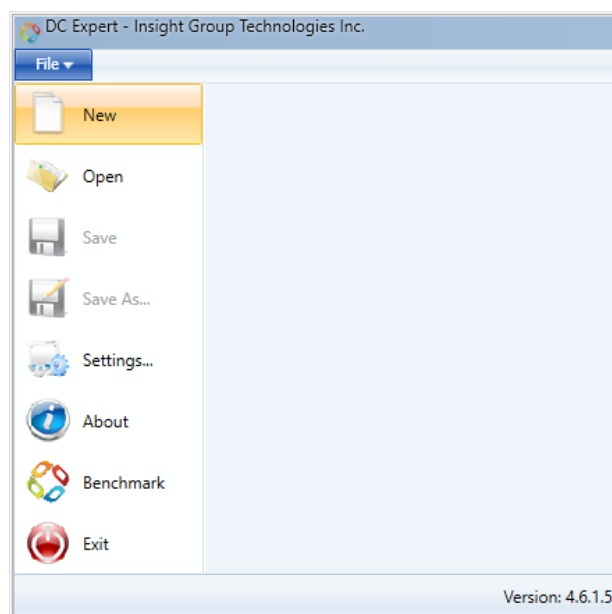 DC Expert - Insight Group Technologies Inc.
File
New
Open
Save
Save As...
Settings...
About
Benchmark
Exit
Version: 4.6.1.5